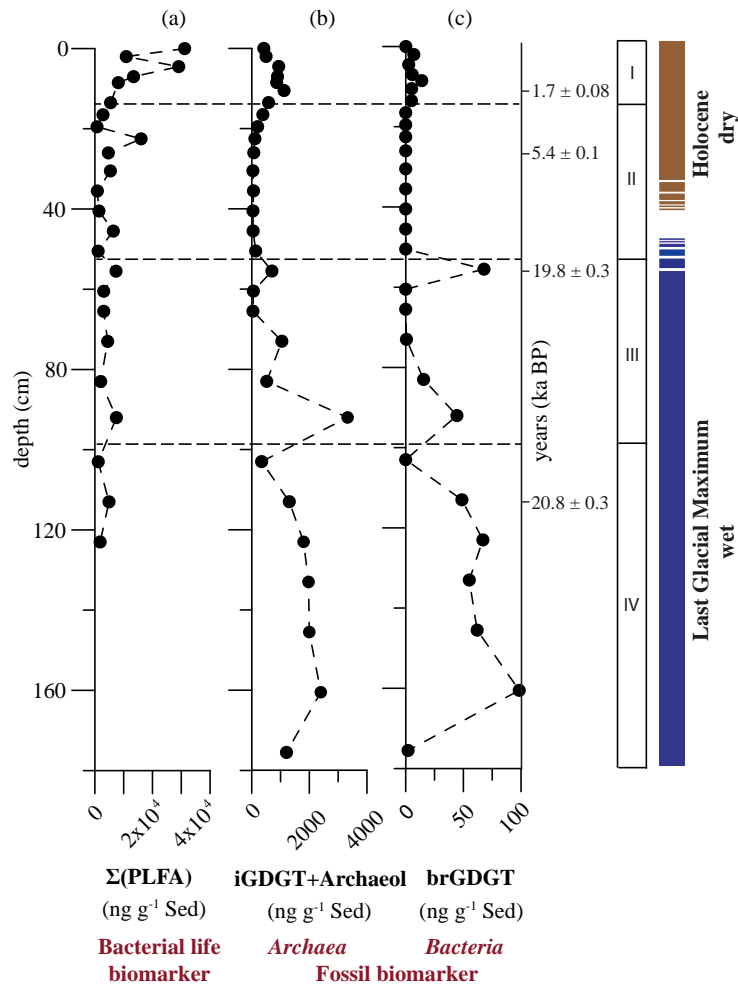 (a)
(b)
(c)
0
40
80
120
160
depth (cm)
1.7 ± 0.08
5.4 ± 0.1
19.8 ± 0.3
20.8 ± 0.3
years (ka BP)
I
II
III
IV
Holocene
dry
Last Glacial Maximum
wet
0
2x10⁴
4x10⁴
0
2000
4000
0
50
100
Σ(PLFA)
(ng g⁻¹ Sed)
iGDGT+Archaeol
(ng g⁻¹ Sed)
brGDGT
(ng g⁻¹ Sed)
Bacterial life
biomarker
Archaea
Bacteria
Fossil biomarker